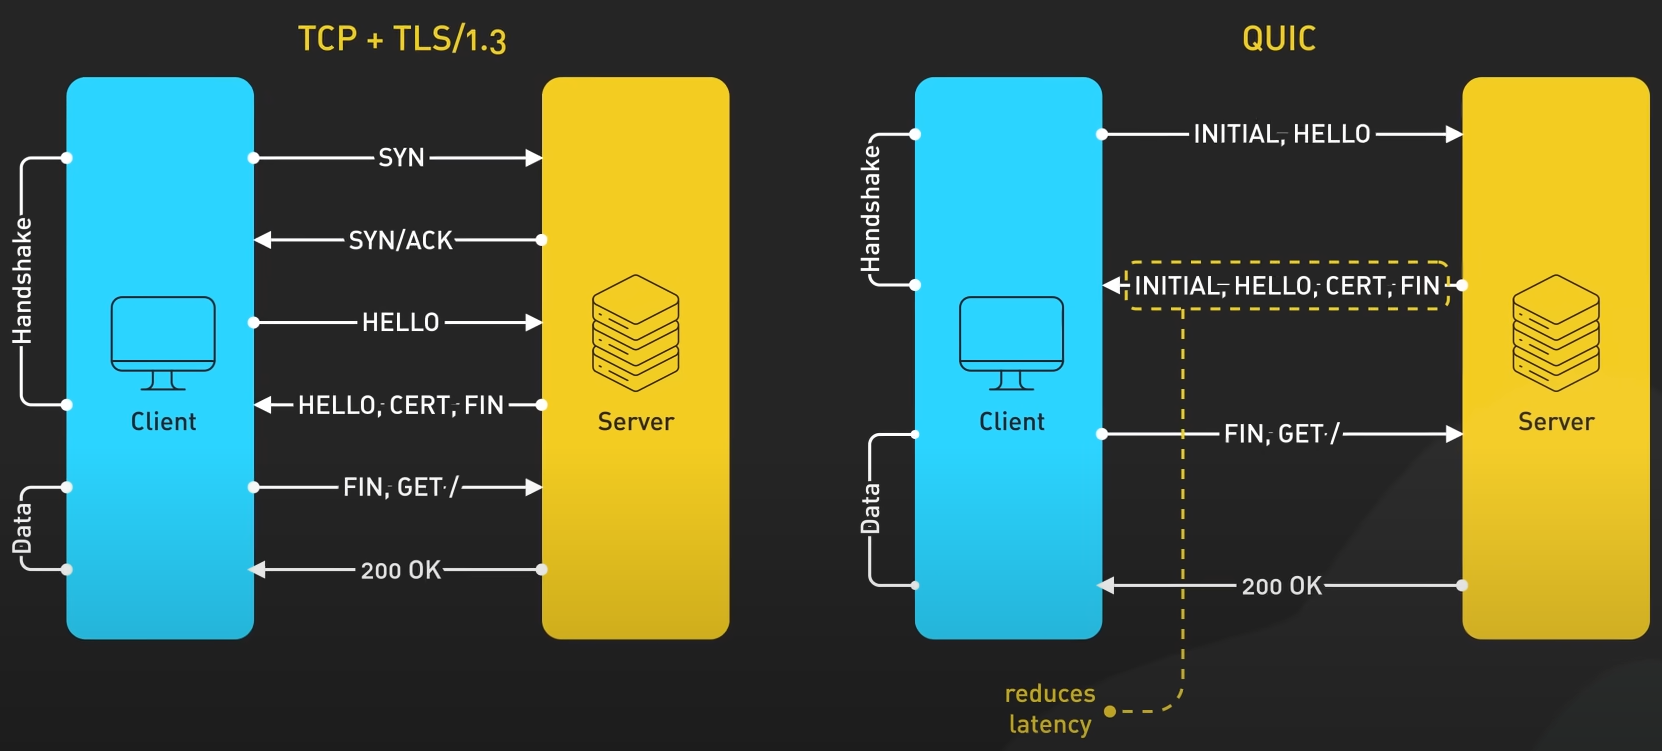 TCP + TLS/1.3
Handshake
SYN
SYN/ACK
HELLO
HELLO, CERT, FIN
Data
FIN, GET /
200 OK
Client
Server
QUIC
Handshake
INITIAL, HELLO
INITIAL, HELLO, CERT, FIN
Data
FIN, GET /
200 OK
Client
Server
reduces
latency